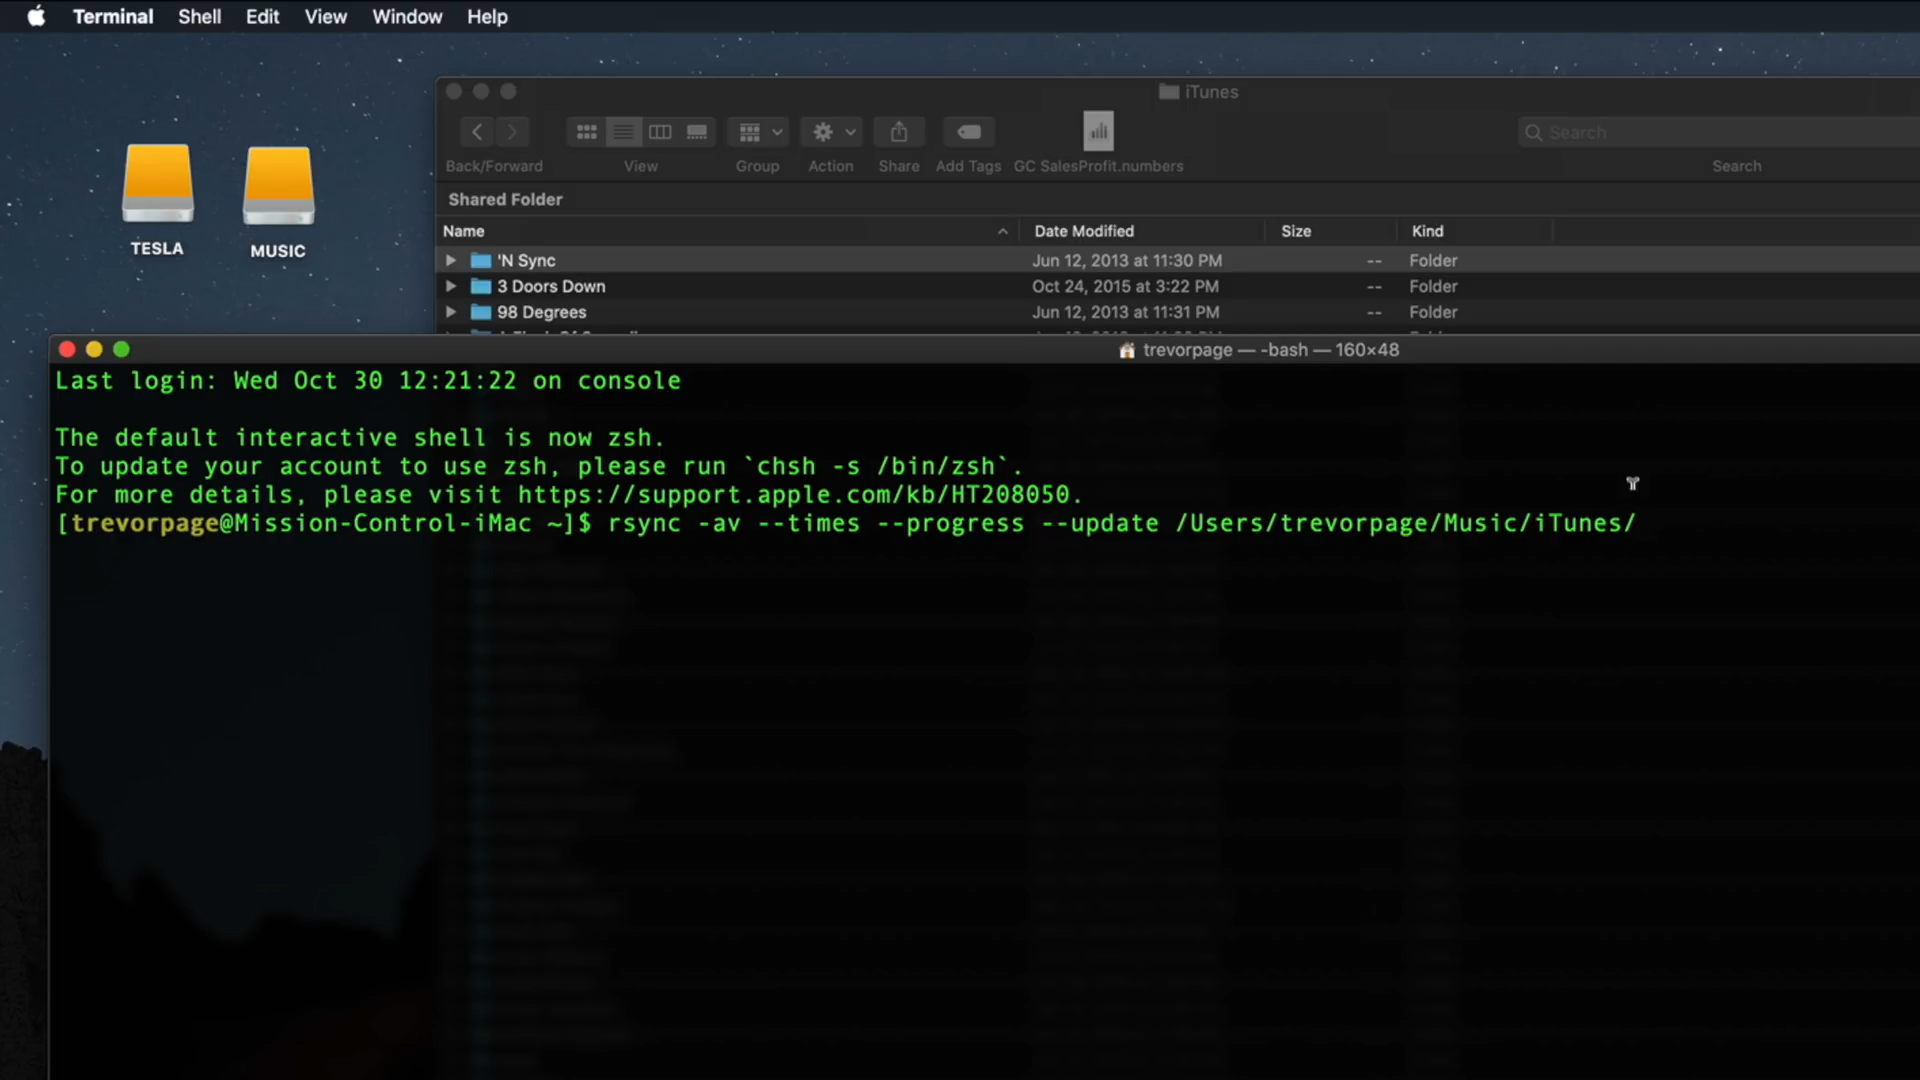 Terminal Shell Edit View Window Help
iTunes
Search
Back/Forward View Group Action Share Add Tags GC SalesProfit.numbers Search
Shared Folder
Name Date Modified Size Kind
'N Sync Jun 12, 2013 at 11:30 PM -- Folder
3 Doors Down Oct 24, 2015 at 3:22 PM -- Folder
98 Degrees Jun 12, 2013 at 11:31 PM -- Folder
TESLA
MUSIC
trevorpage — -bash — 160×48
Last login: Wed Oct 30 12:21:22 on console
The default interactive shell is now zsh.
To update your account to use zsh, please run `chsh -s /bin/zsh`.
For more details, please visit https://support.apple.com/kb/HT208050.
[trevorpage@Mission-Control-iMac ~]$ rsync -av --times --progress --update /Users/trevorpage/Music/iTunes/